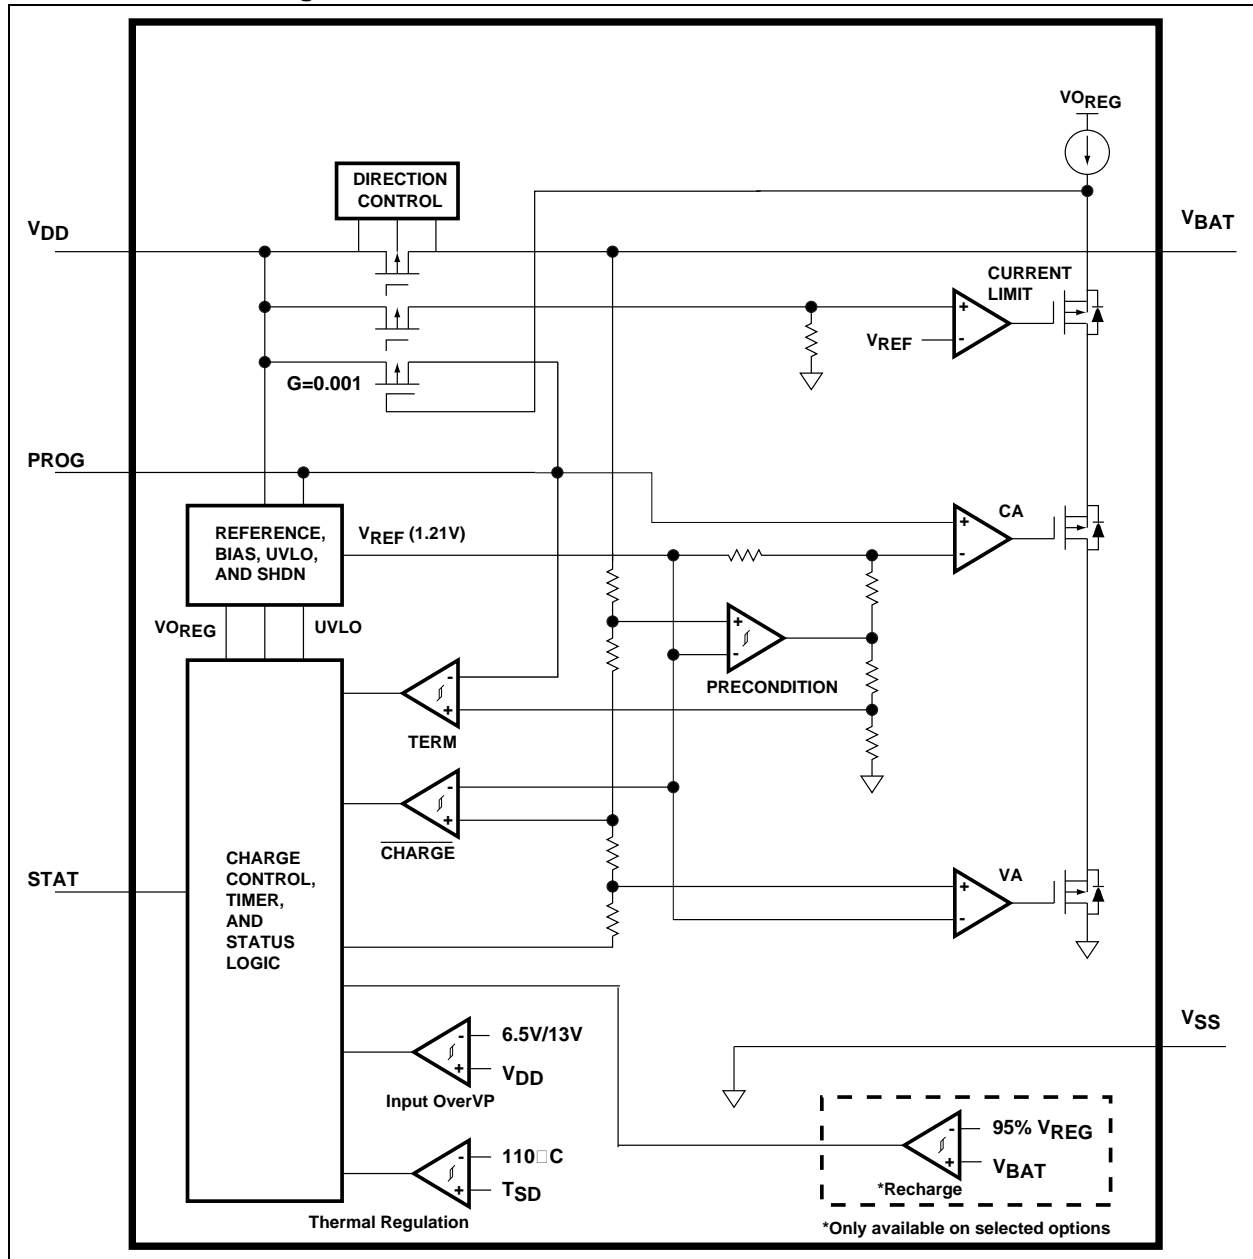 VOREG
DIRECTION
CONTROL
VDD
VBAT
CURRENT
LIMIT
+
-
VREF
G=0.001
PROG
REFERENCE,
BIAS, UVLO,
AND SHDN
VREF (1.21V)
CA
+
-
VOREG
UVLO
+
-
PRECONDITION
-
+
TERM
-
+
CHARGE
CHARGE
CONTROL,
TIMER,
AND
STATUS
LOGIC
STAT
VA
+
-
6.5V/13V
-
+
VDD
Input OverVP
VSS
110□C
-
+
TSD
Thermal Regulation
95% VREG
-
+
VBAT
*Recharge
*Only available on selected options